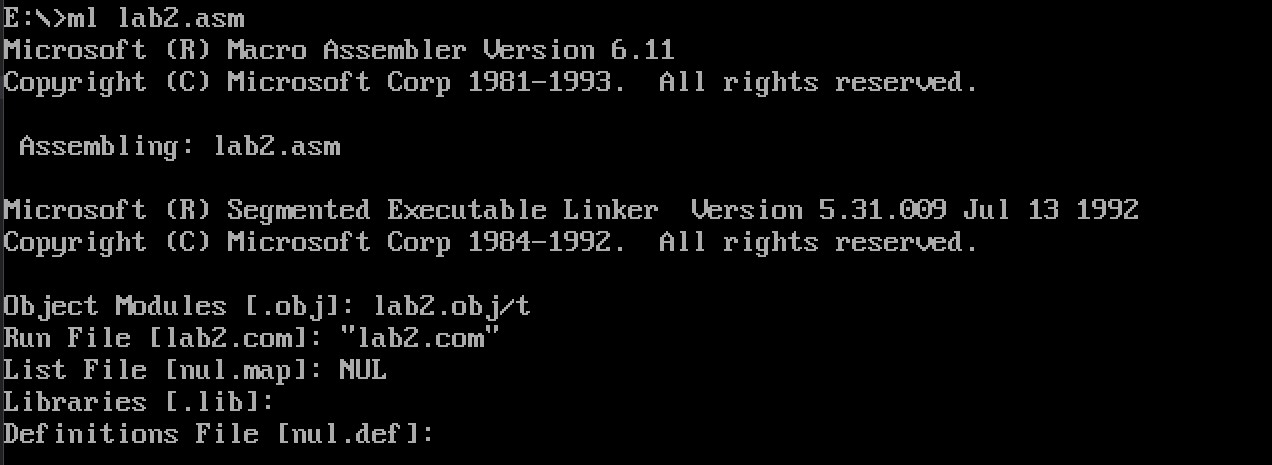 E:\>ml lab2.asm
Microsoft (R) Macro Assembler Version 6.11
Copyright (C) Microsoft Corp 1981-1993.  All rights reserved.
 Assembling: lab2.asm
Microsoft (R) Segmented Executable Linker  Version 5.31.009 Jul 13 1992
Copyright (C) Microsoft Corp 1984-1992.  All rights reserved.
Object Modules [.obj]: lab2.obj/t
Run File [lab2.com]: "lab2.com"
List File [nul.map]: NUL
Libraries [.lib]:
Definitions File [nul.def]: